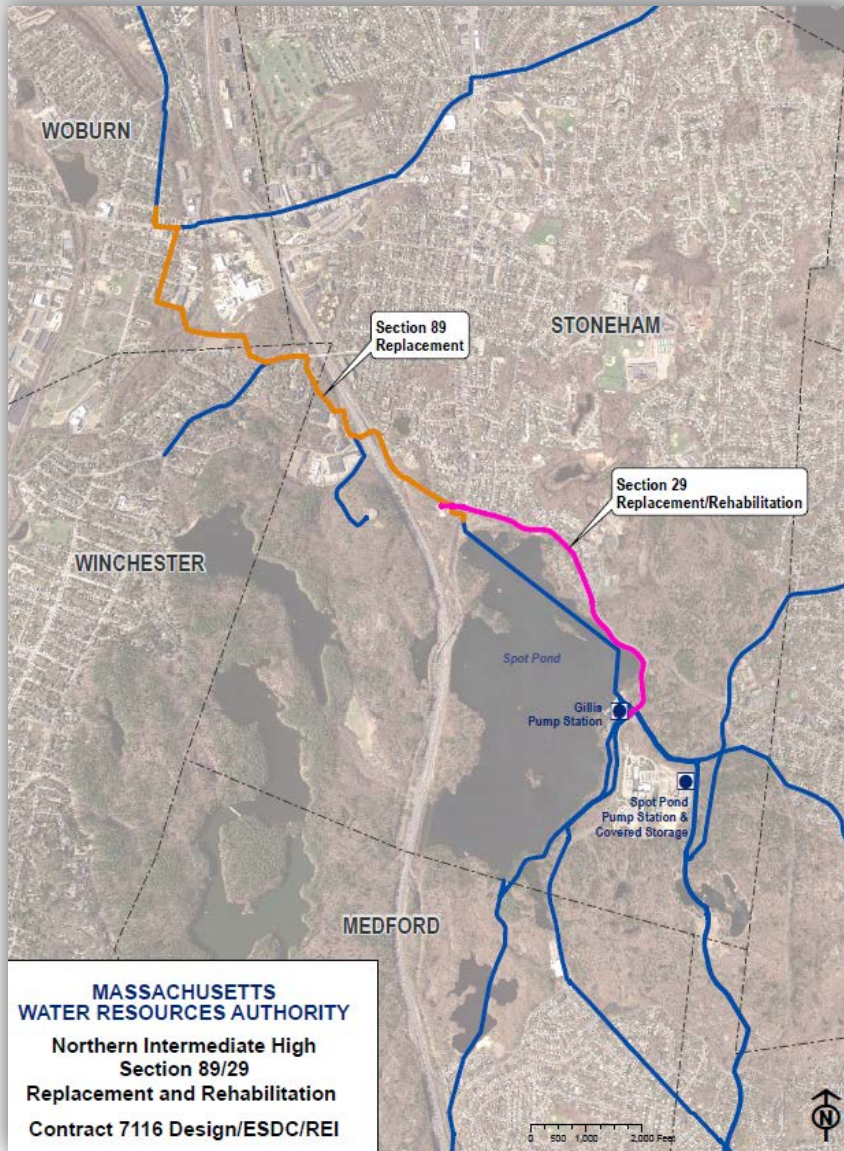 WOBURN
Section 89
Replacement
STONEHAM
Section 29
Replacement/Rehabilitation
WINCHESTER
Spot Pond
Gillis
Pump Station
Spot Pond
Pump Station &
Covered Storage
MEDFORD
MASSACHUSETTS
WATER RESOURCES AUTHORITY
Northern Intermediate High
Section 89/29
Replacement and Rehabilitation
Contract 7116 Design/ESDC/REI
0 500 1,000 2,000 Feet
N